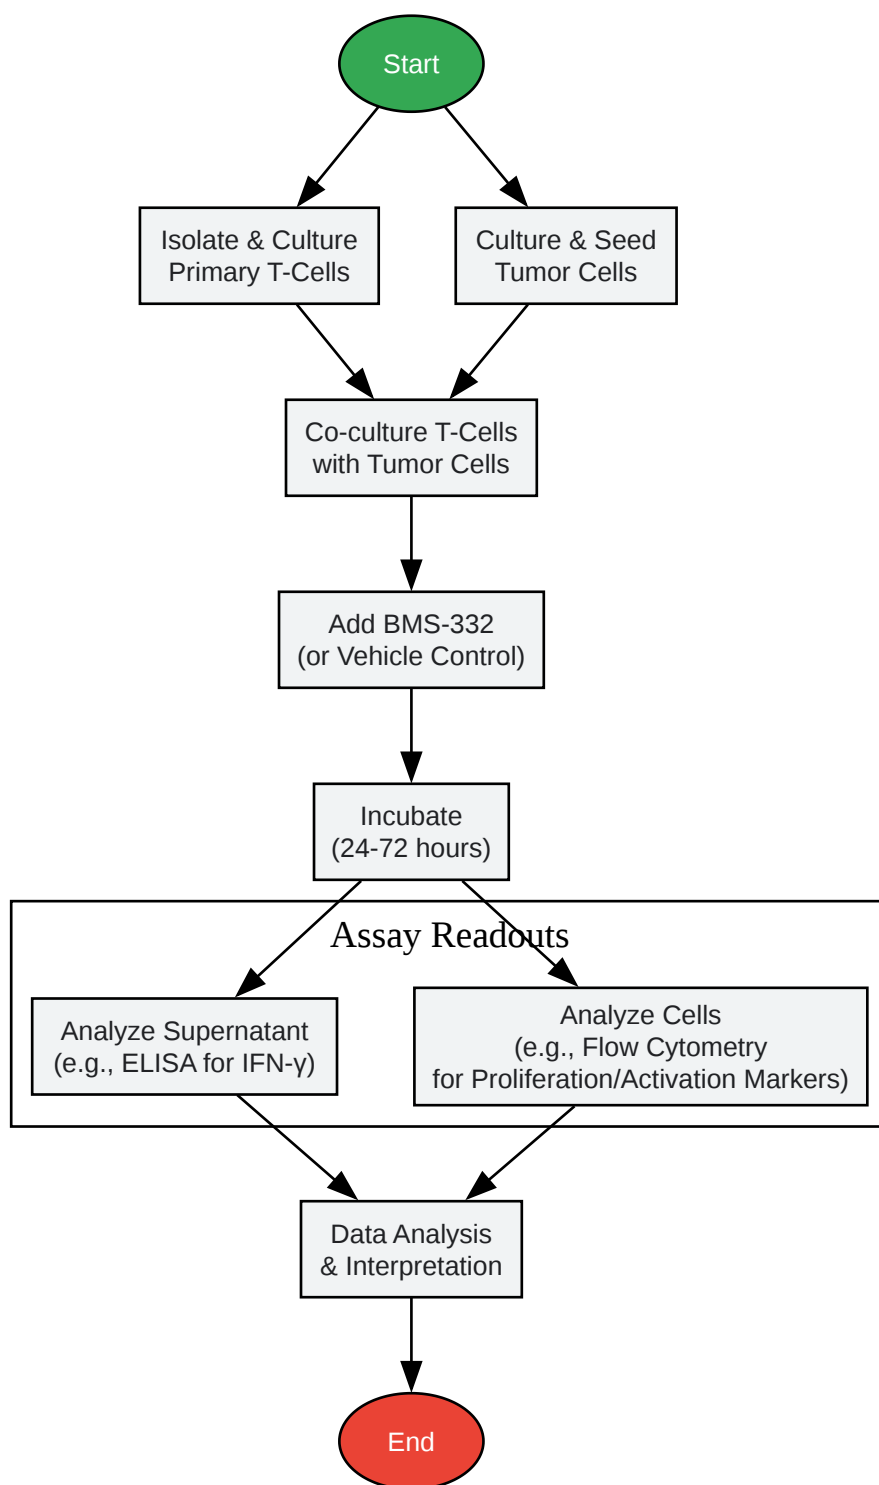 Start
Isolate & Culture
Primary T-Cells
Culture & Seed
Tumor Cells
Co-culture T-Cells
with Tumor Cells
Add BMS-332
(or Vehicle Control)
Incubate
(24-72 hours)
Assay Readouts
Analyze Supernatant
(e.g., ELISA for IFN-γ)
Analyze Cells
(e.g., Flow Cytometry
for Proliferation/Activation Markers)
Data Analysis
& Interpretation
End